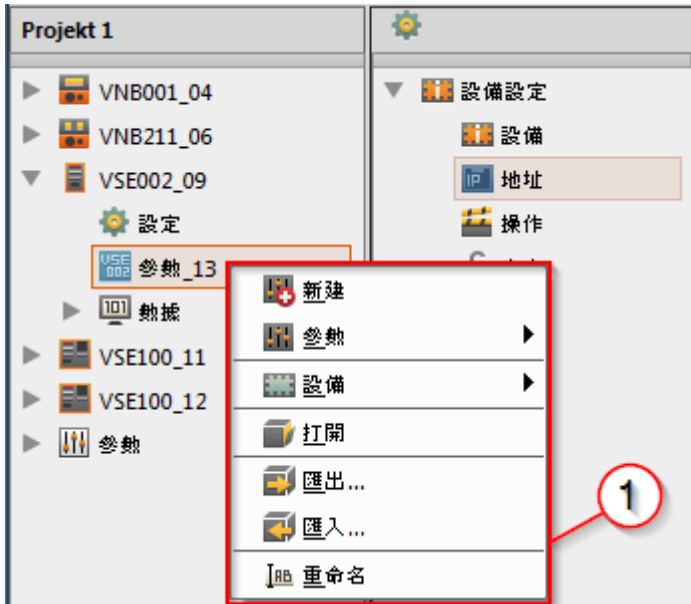 Projekt 1
VNB001_04
VNB211_06
VSE002_09
設定
參數_13
數據
VSE100_11
VSE100_12
參數
設備設定
設備
地址
操作
新建
參數
設備
打開
匯出...
匯入...
重命名
1